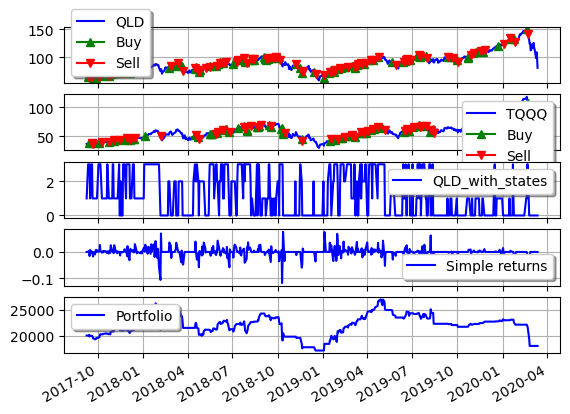 QLD
Buy
Sell
150
100
TQQQ
Buy
Sell
100
50
QLD_with_states
2
0
Simple returns
0.0
−0.1
Portfolio
25000
20000
2017-10
2018-01
2018-04
2018-07
2018-10
2019-01
2019-04
2019-07
2019-10
2020-01
2020-04